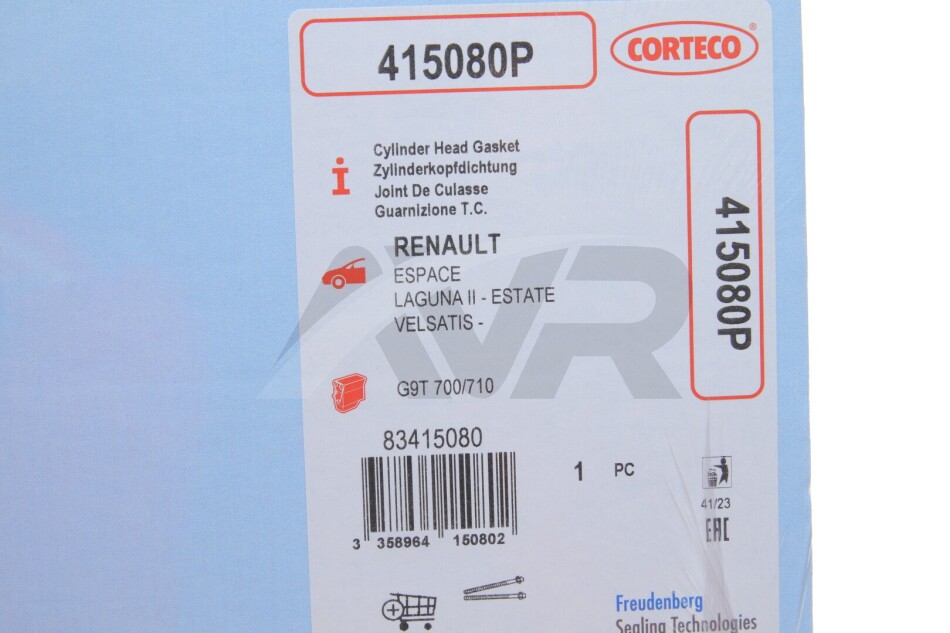 415080P
CORTECO
®
Cylinder Head Gasket
Zylinderkopfdichtung
Joint De Culasse
Guarnizione T.C.
415080P
RENAULT
ESPACE
LAGUNA II - ESTATE
VELSATIS -
AVR
G9T 700/710
83415080
1 PC
3 358964 150802
41/23
EAC
Freudenberg
Sealing Technologies